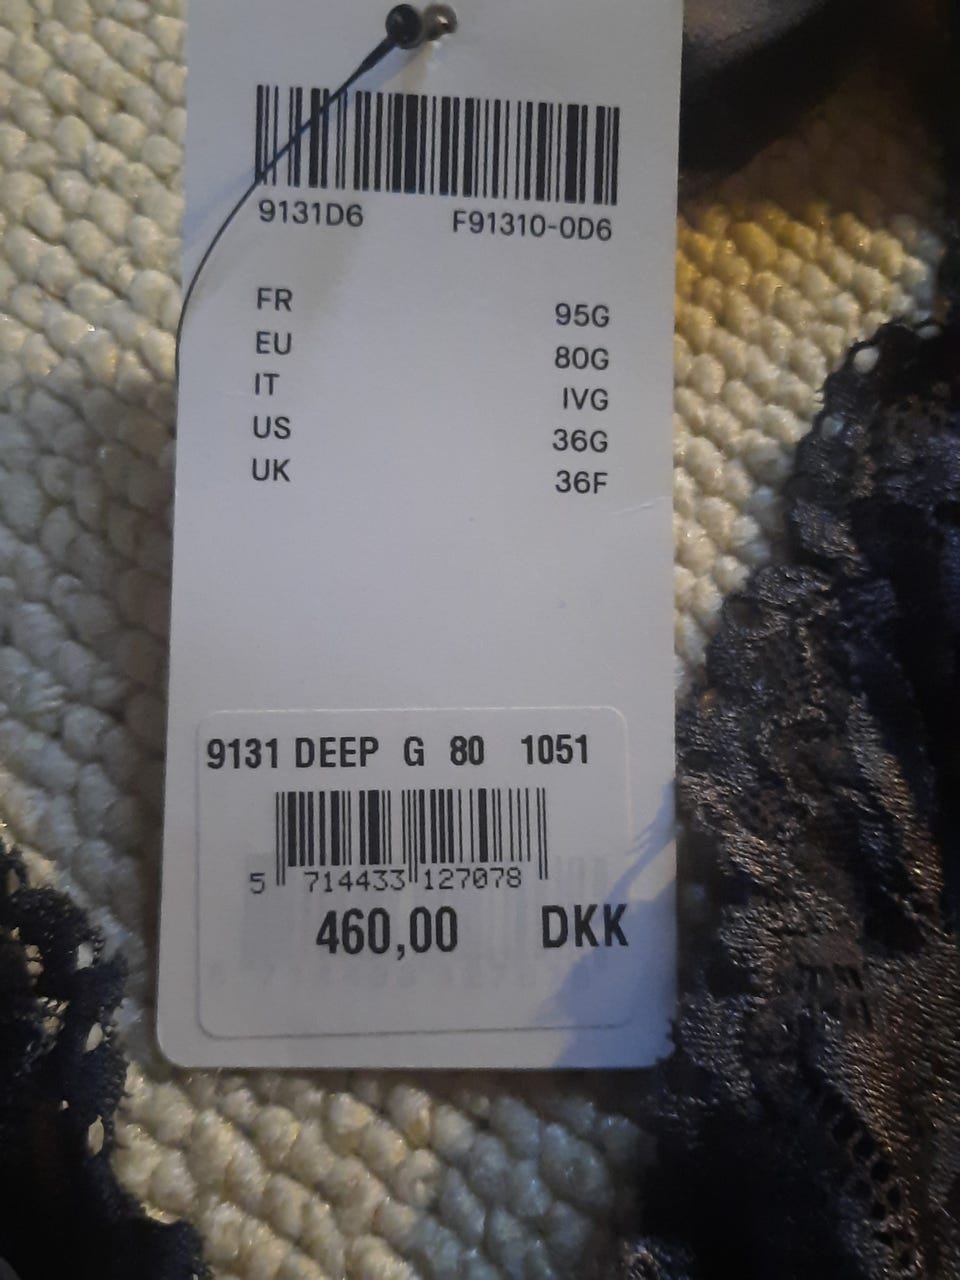 9131D6 F91310-0D6
FR 95G
EU 80G
IT IVG
US 36G
UK 36F
9131 DEEP G 80 1051
5 714433 127078
460,00 DKK